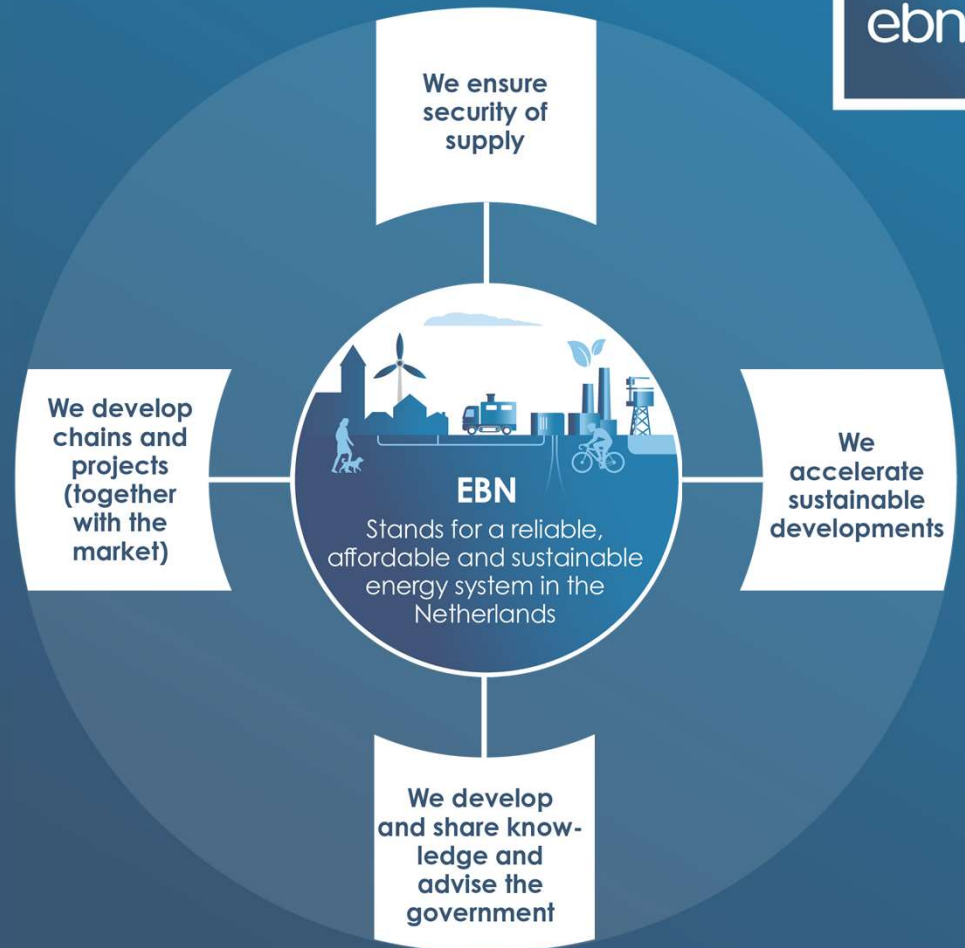 ebn
We ensure
security of
supply
We develop
chains and
projects
(together
with the
market)
EBN
Stands for a reliable,
affordable and sustainable
energy system in the
Netherlands
We
accelerate
sustainable
developments
We develop
and share know-
ledge and
advise the
government